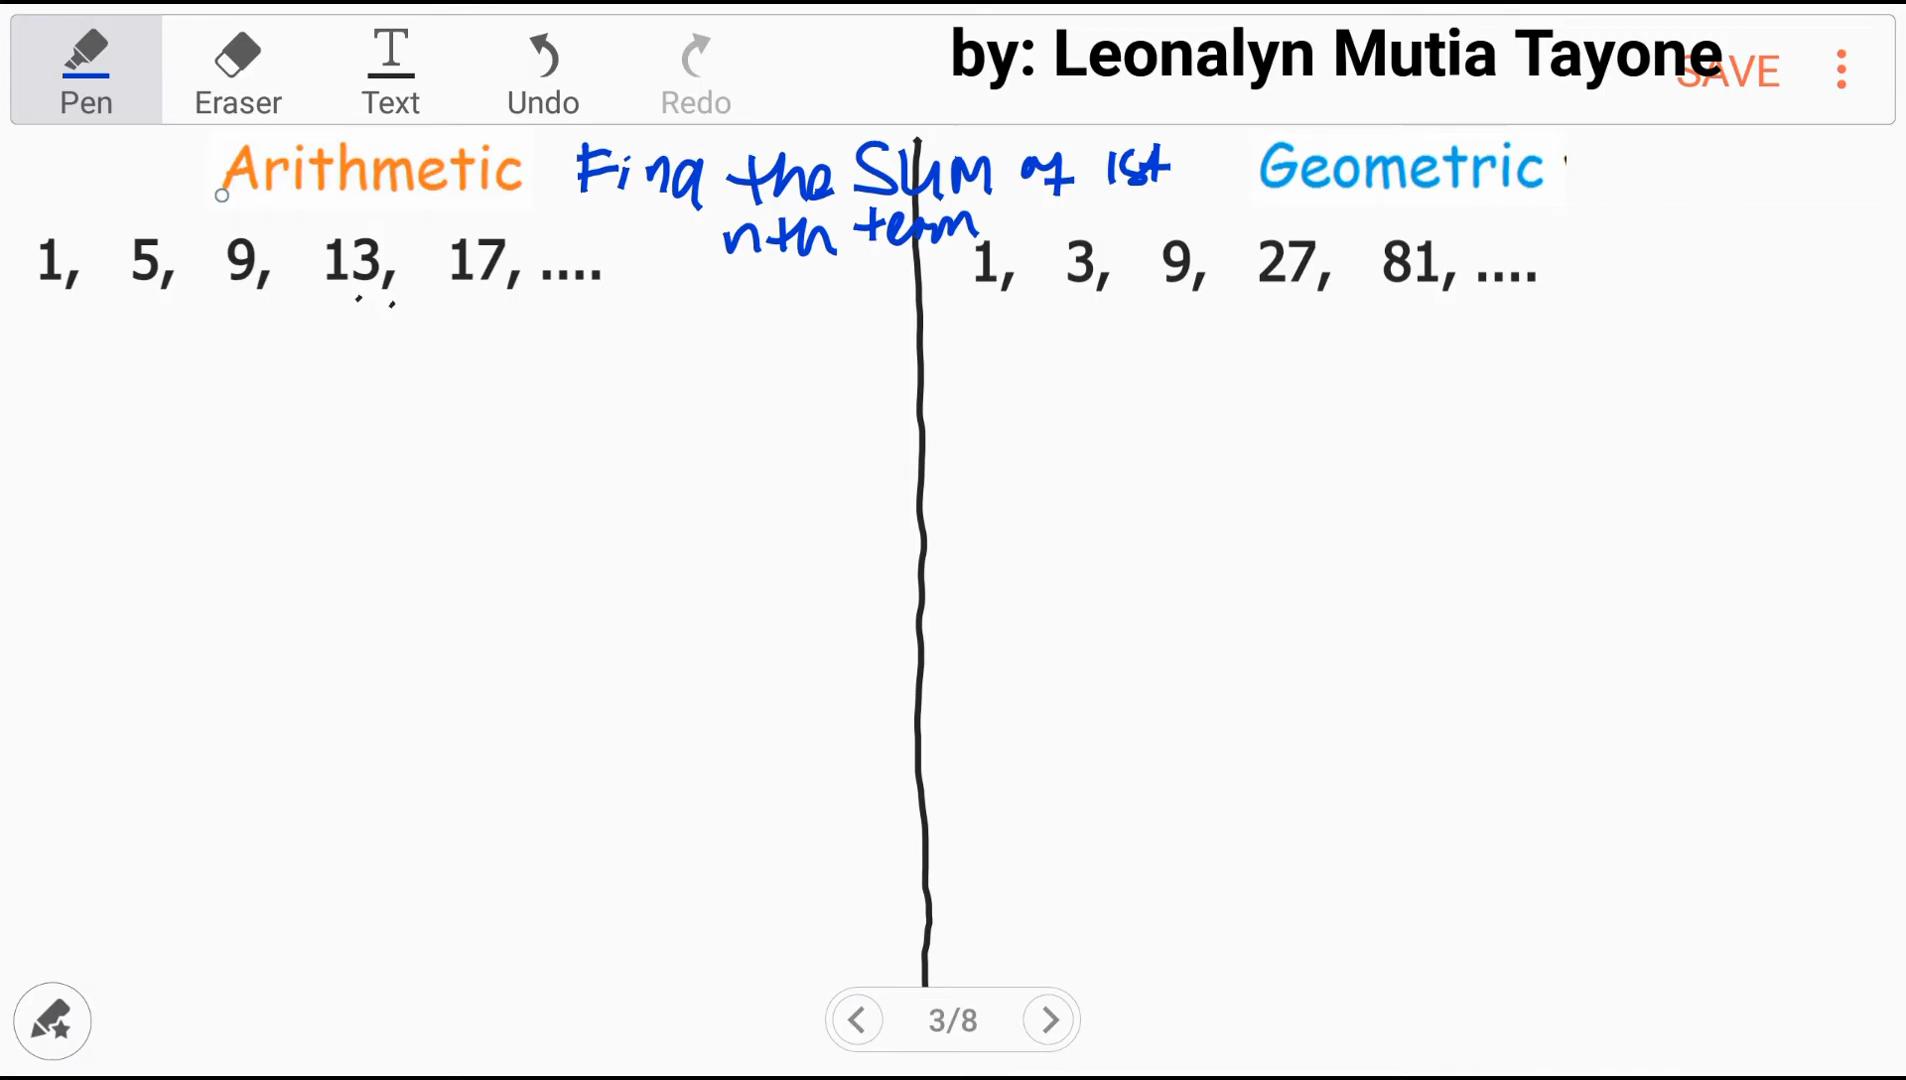 by: Leonalyn Mutia Tayone
SAVE
Pen
Eraser
Text
Undo
Redo
Arithmetic
Find the Sum of 1st
nth term
Geometric
1, 5, 9, 13, 17, ....
1, 3, 9, 27, 81, ....
3/8